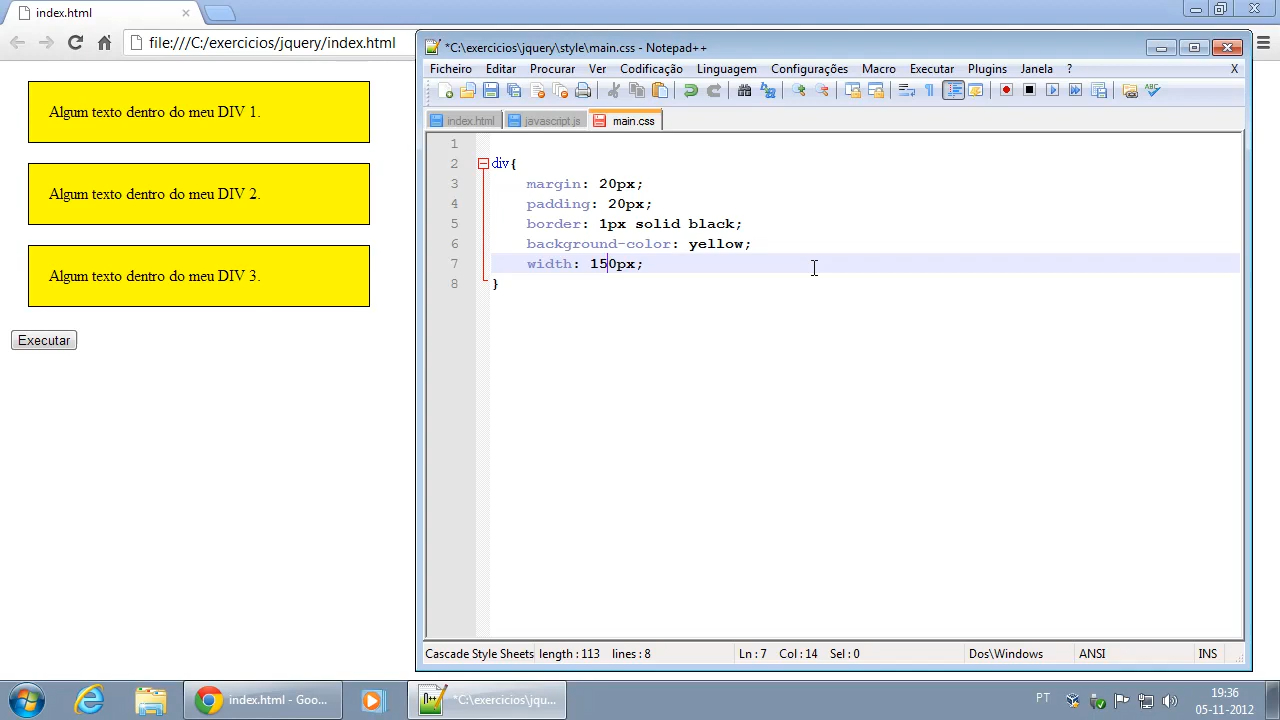 index.html
file:///C:/exercicios/jquery/index.html
Algum texto dentro do meu DIV 1.
Algum texto dentro do meu DIV 2.
Algum texto dentro do meu DIV 3.
Executar
*C:\exercicios\jquery\style\main.css - Notepad++
Ficheiro Editar Procurar Ver Codificação Linguagem Configurações Macro Executar Plugins Janela ? X
index.html javascript.js main.css
1
2 div{
3 margin: 20px;
4 padding: 20px;
5 border: 1px solid black;
6 background-color: yellow;
7 width: 150px;
8 }
Cascade Style Sheets length : 113 lines : 8 Ln : 7 Col : 14 Sel : 0 Dos\Windows ANSI INS
index.html - Goo...
*C:\exercicios\jqu...
PT
19:36
05-11-2012